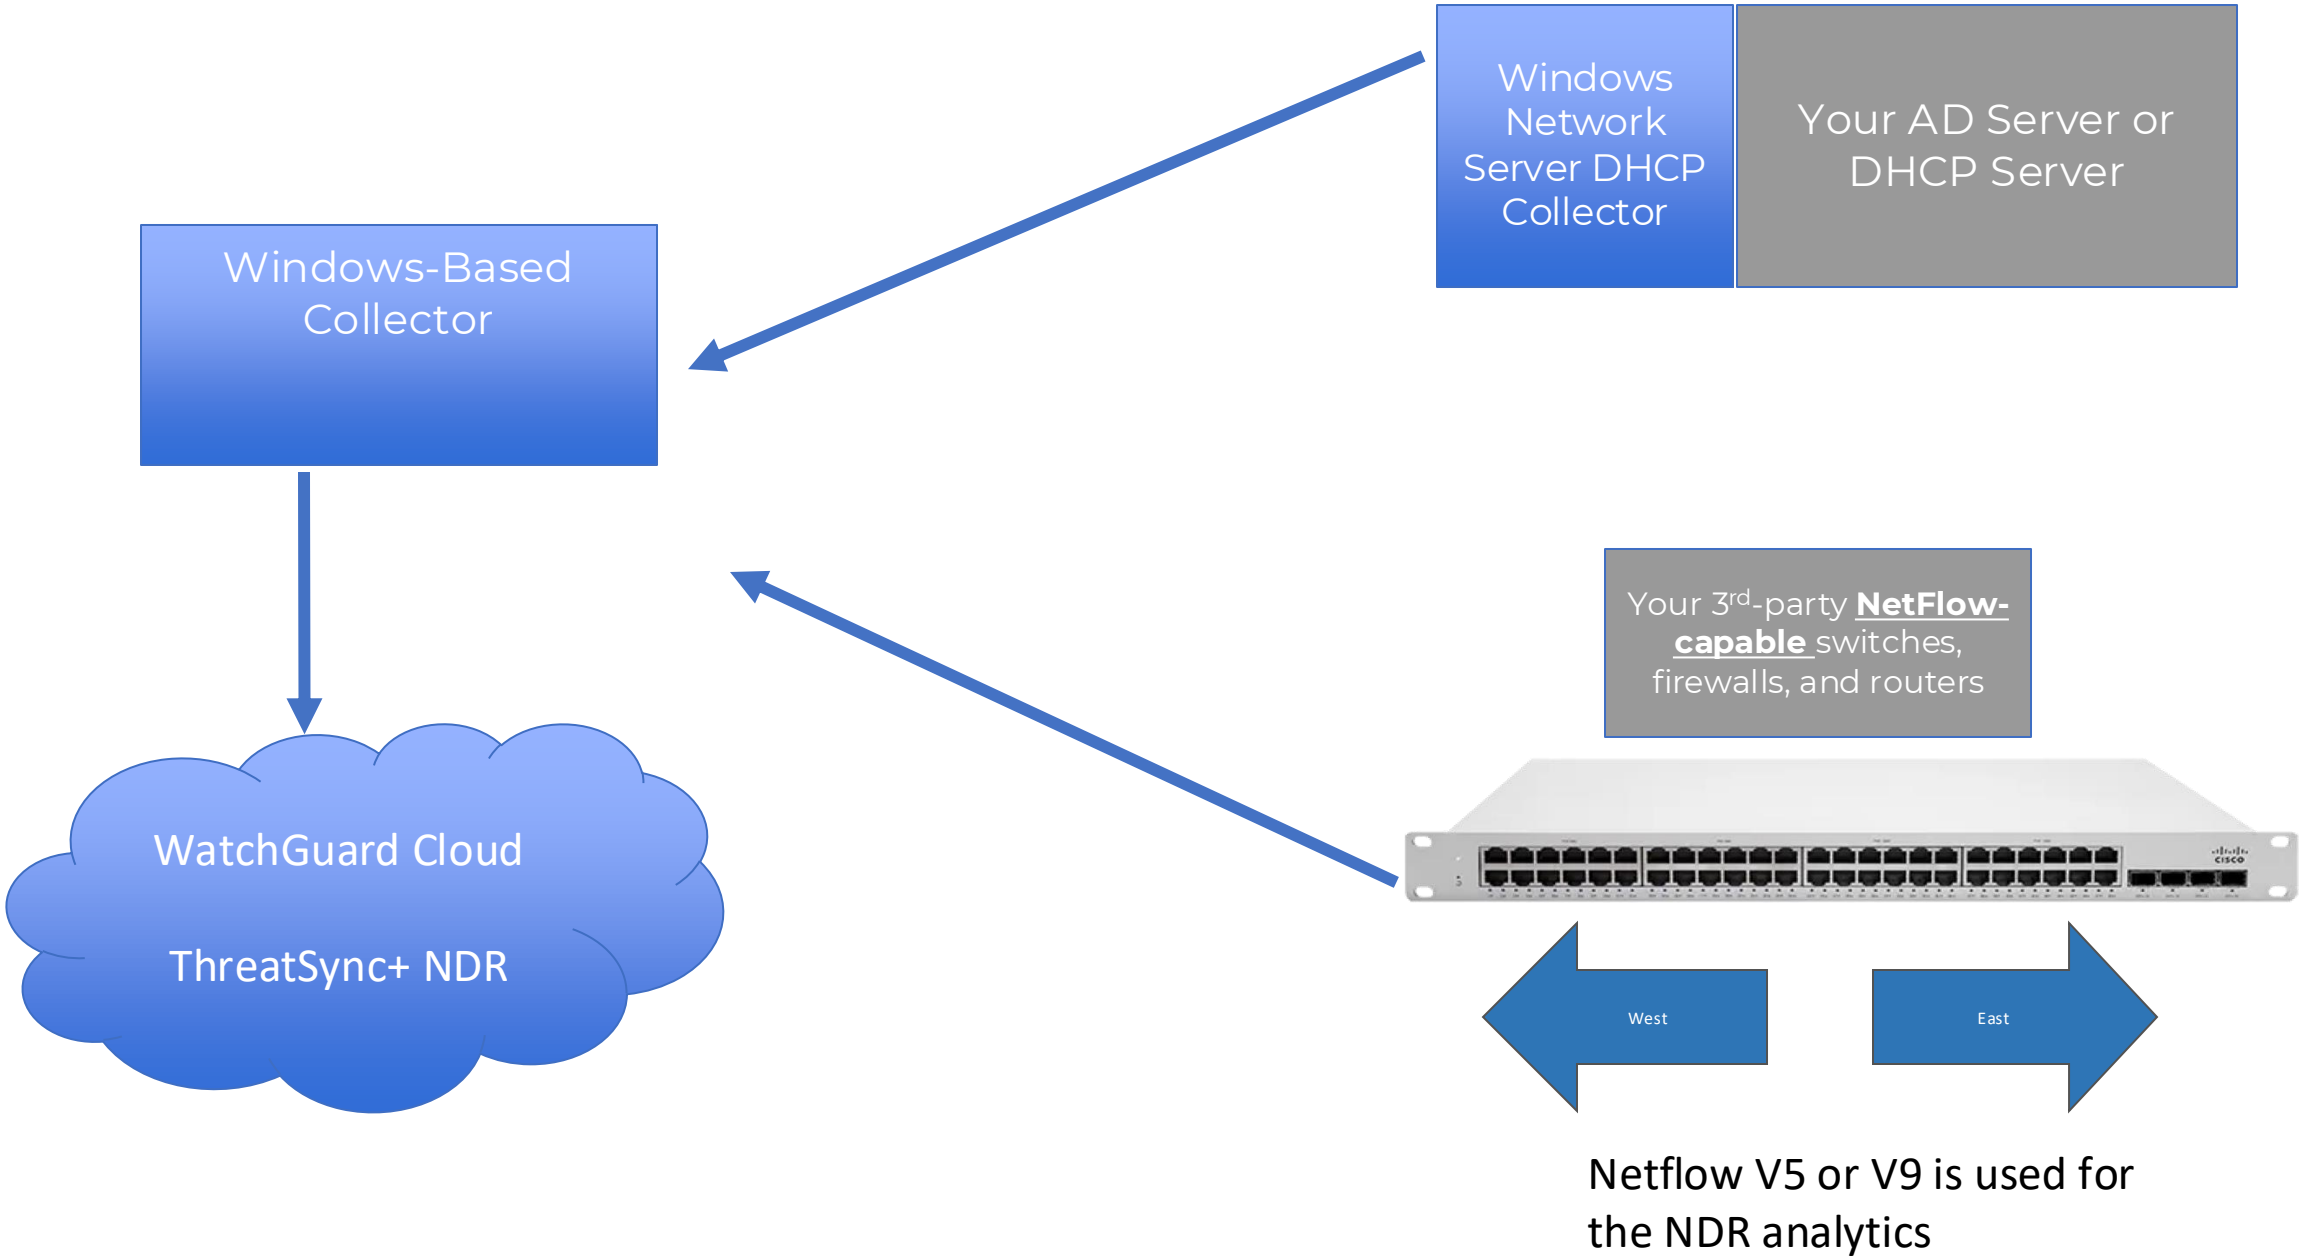 Windows
Network
Server DHCP
Collector
Your AD Server or
DHCP Server
Windows-Based
Collector
Your 3rd-party NetFlow-
capable switches,
firewalls, and routers
CISCO
WatchGuard Cloud
ThreatSync+ NDR
West
East
Netflow V5 or V9 is used for
the NDR analytics